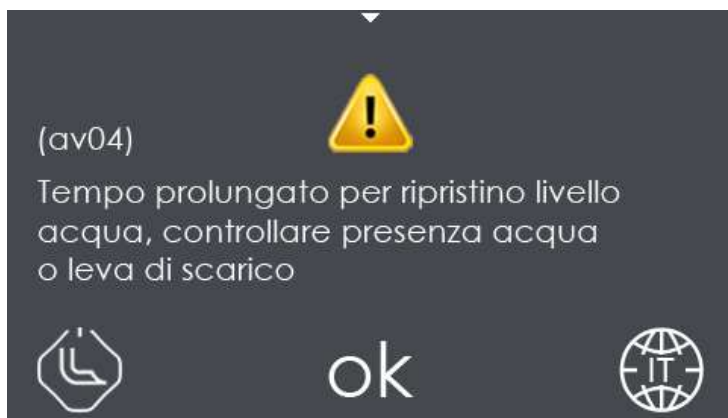 (av04)
Tempo prolungato per ripristino livello
acqua, controllare presenza acqua
o leva di scarico
ok
IT